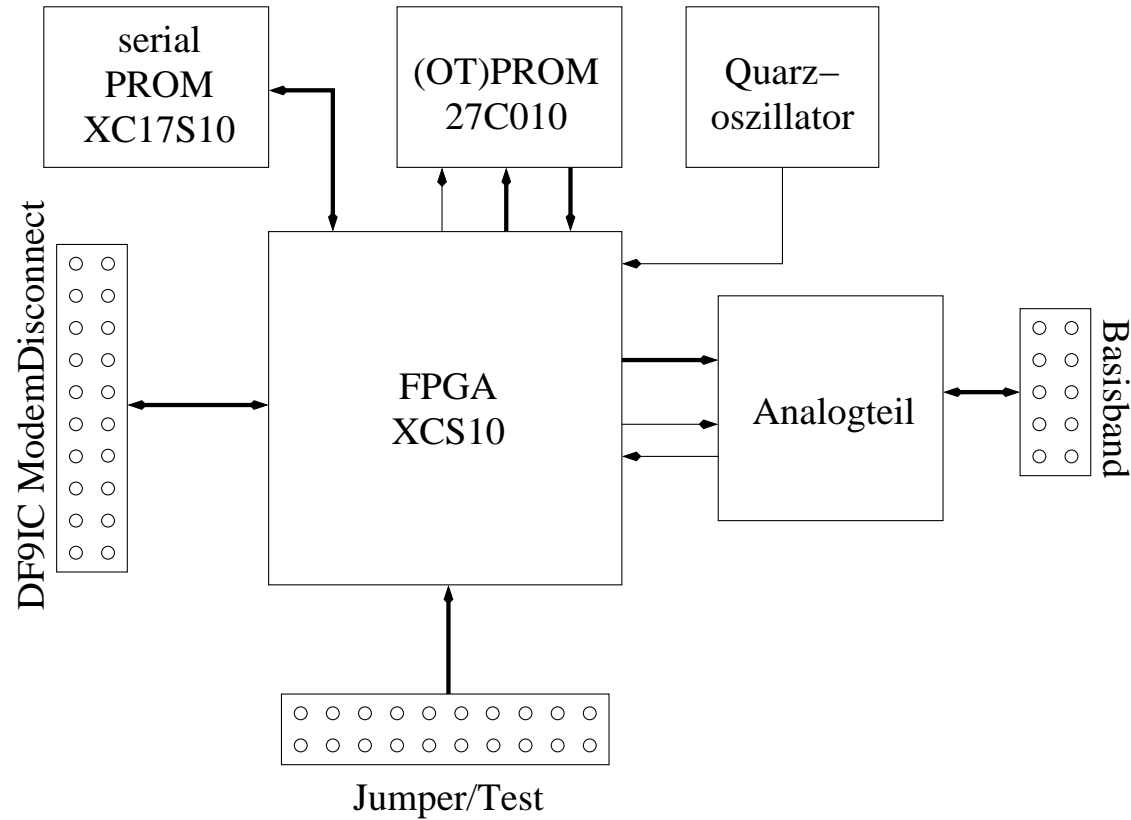 serial
PROM
XC17S10
(OT)PROM
27C010
Quarz–
oszillator
DF9IC ModemDisconnect
FPGA
XCS10
Analogteil
Basisband
Jumper/Test